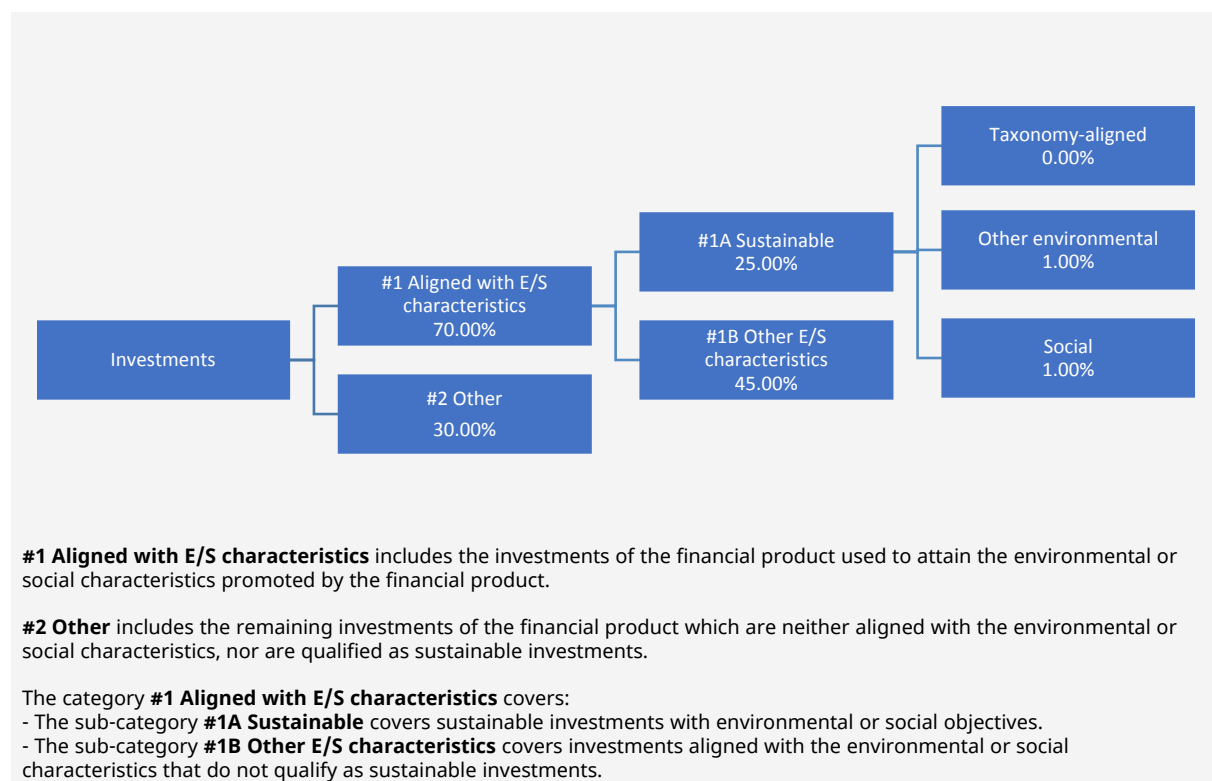 Taxonomy-aligned
0.00%
#1A Sustainable
25.00%
Other environmental
1.00%
#1 Aligned with E/S
characteristics
70.00%
Investments
#1B Other E/S
characteristics
45.00%
Social
1.00%
#2 Other
30.00%
#1 Aligned with E/S characteristics includes the investments of the financial product used to attain the environmental or
social characteristics promoted by the financial product.
#2 Other includes the remaining investments of the financial product which are neither aligned with the environmental or
social characteristics, nor are qualified as sustainable investments.
The category #1 Aligned with E/S characteristics covers:
- The sub-category #1A Sustainable covers sustainable investments with environmental or social objectives.
- The sub-category #1B Other E/S characteristics covers investments aligned with the environmental or social
characteristics that do not qualify as sustainable investments.